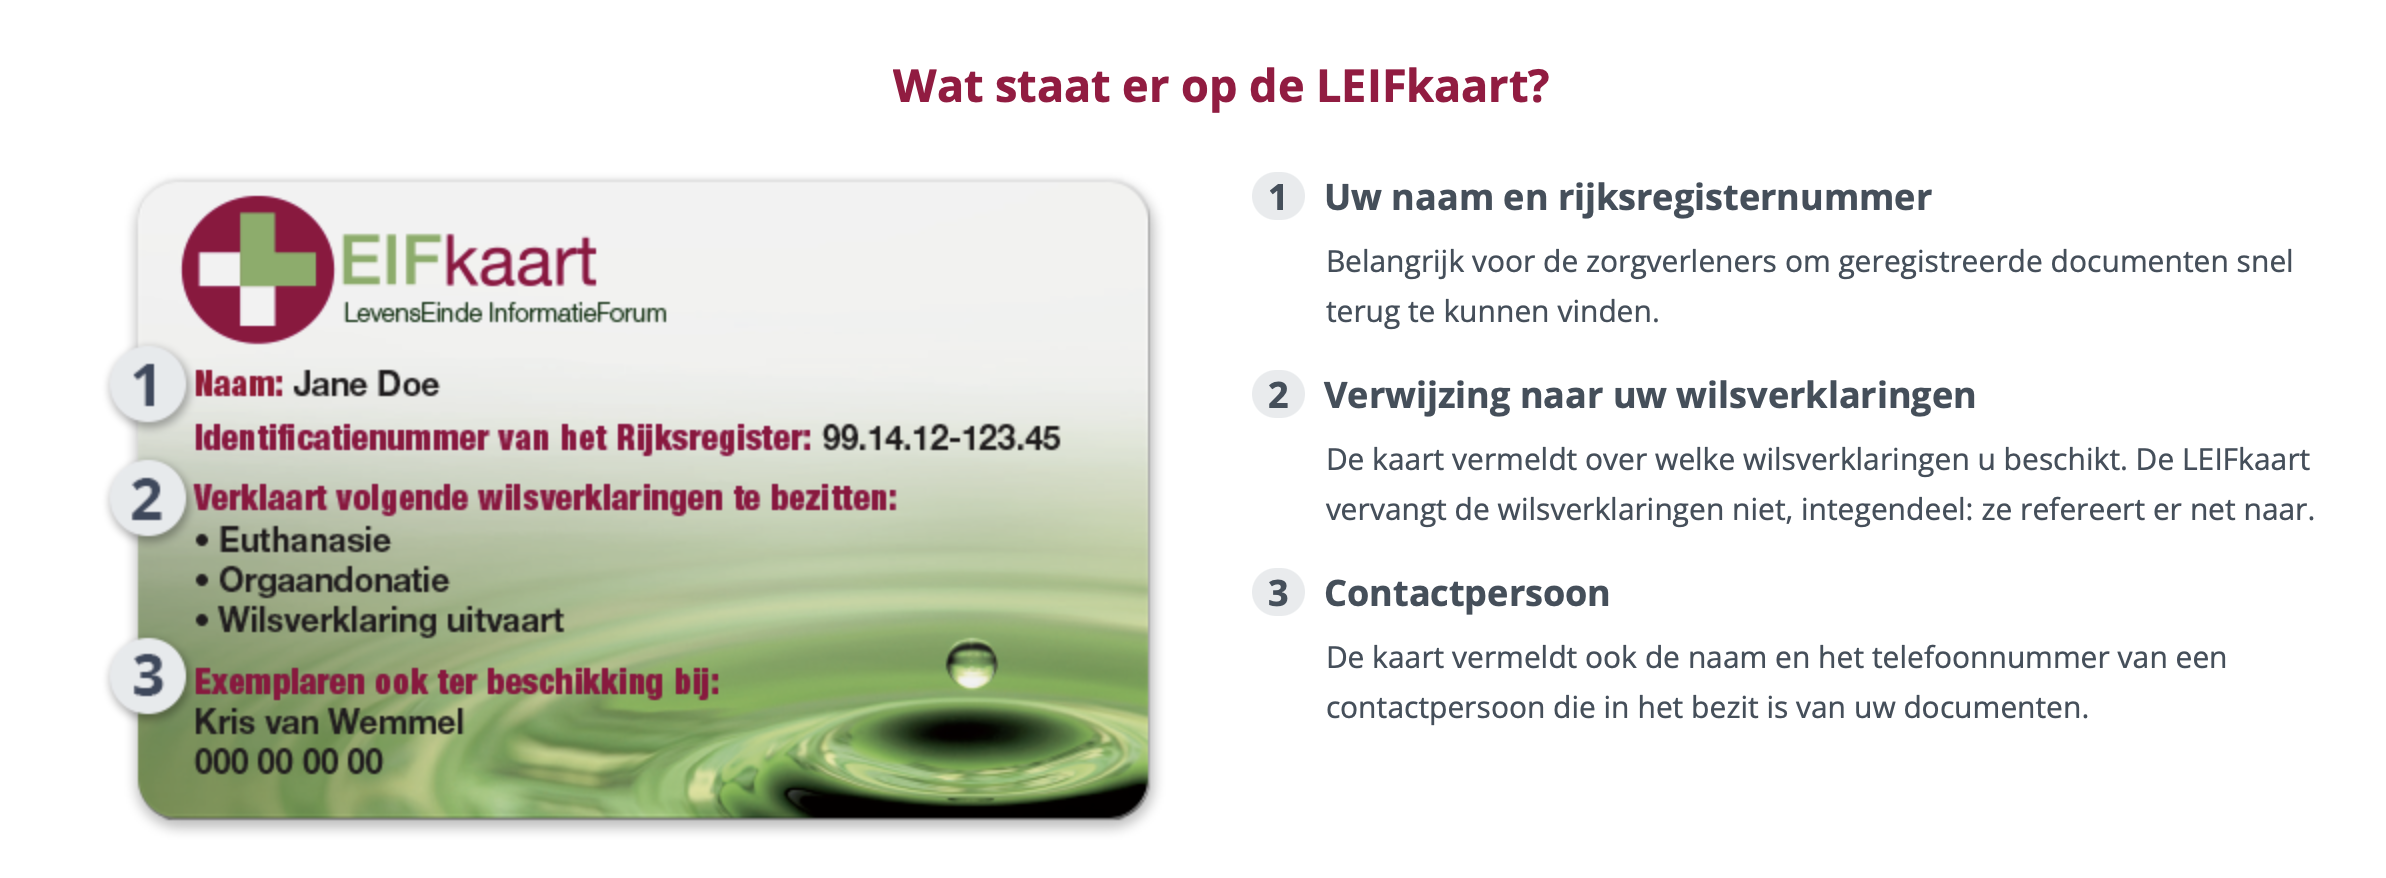 Wat staat er op de LEIFkaart?
LEIFkaart
LevensEinde InformatieForum
1 Naam: Jane Doe
Identificatienummer van het Rijksregister: 99.14.12-123.45
2 Verklaart volgende wilsverklaringen te bezitten:
• Euthanasie
• Orgaandonatie
• Wilsverklaring uitvaart
3 Exemplaren ook ter beschikking bij:
Kris van Wemmel
000 00 00 00
1 Uw naam en rijksregisternummer
Belangrijk voor de zorgverleners om geregistreerde documenten snel
terug te kunnen vinden.
2 Verwijzing naar uw wilsverklaringen
De kaart vermeldt over welke wilsverklaringen u beschikt. De LEIFkaart
vervangt de wilsverklaringen niet, integendeel: ze refereert er net naar.
3 Contactpersoon
De kaart vermeldt ook de naam en het telefoonnummer van een
contactpersoon die in het bezit is van uw documenten.